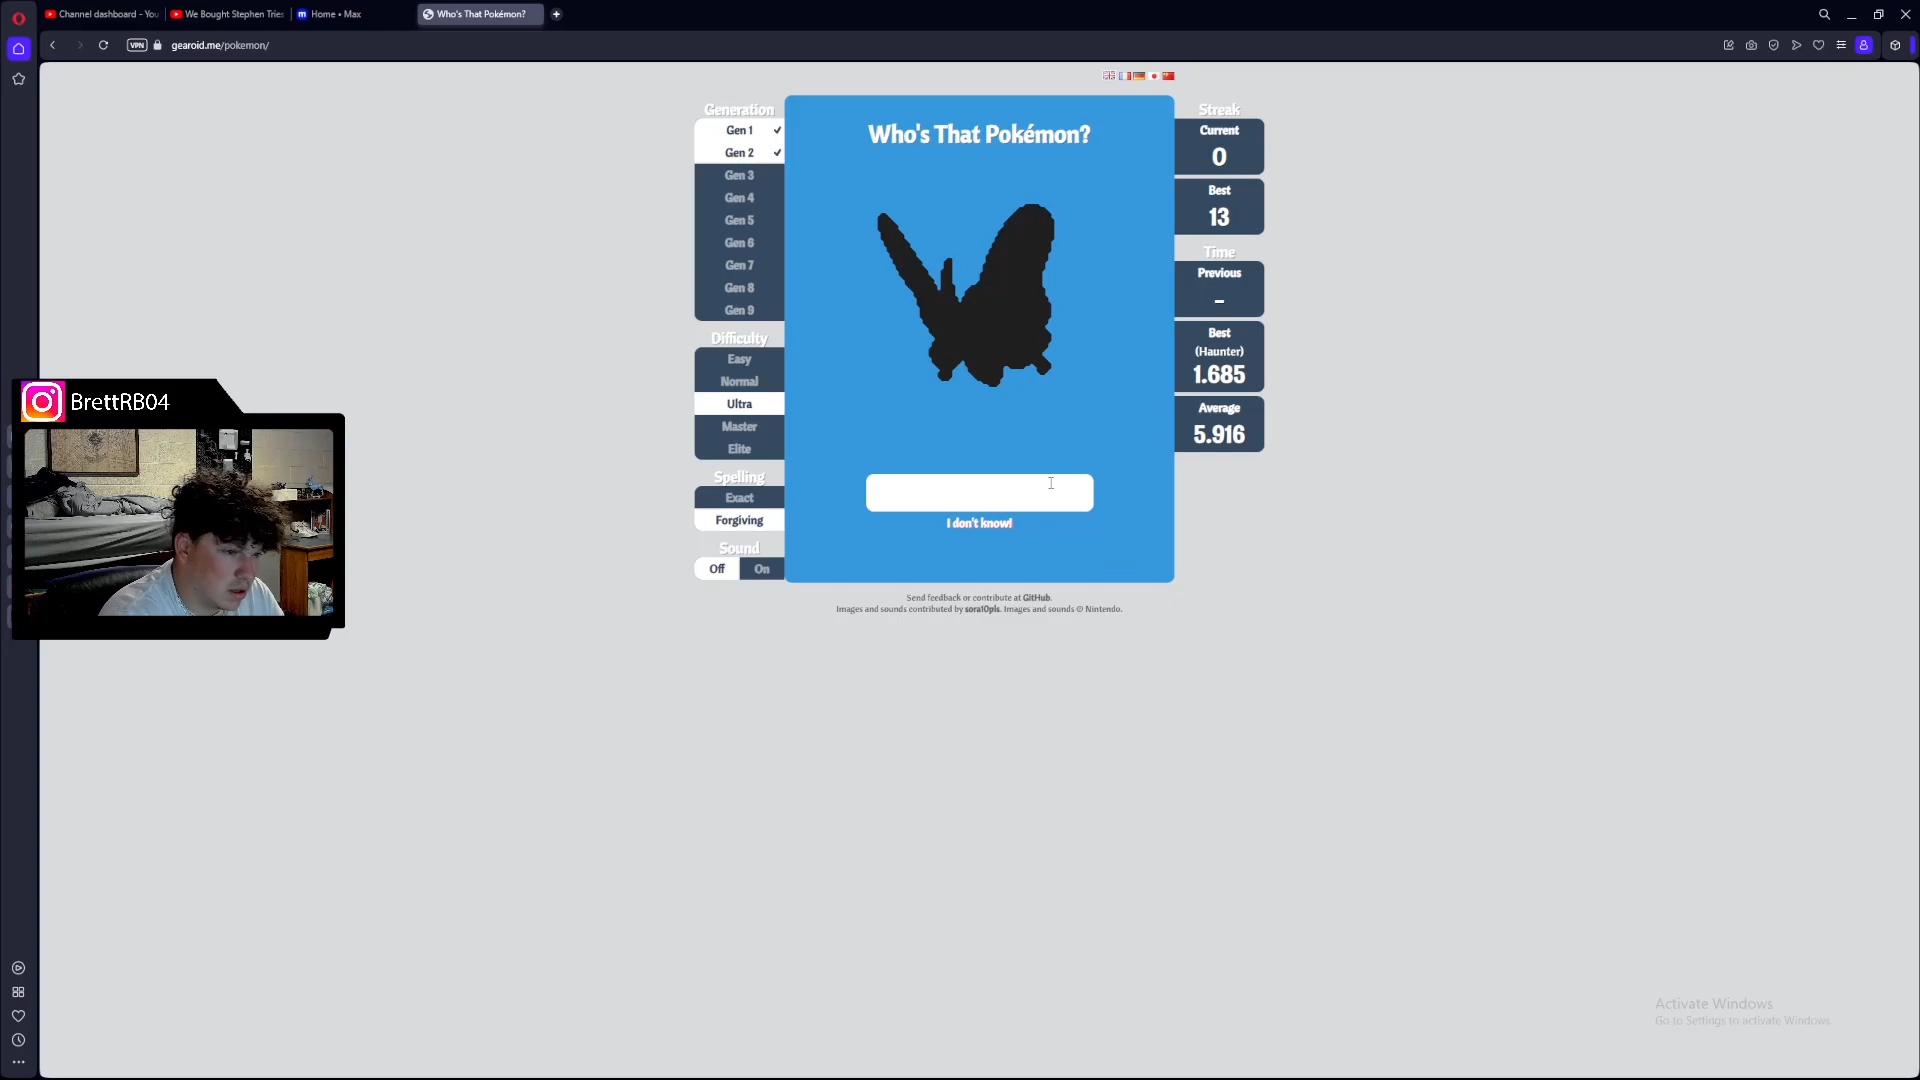 Channel dashboard - You
We Bought Stephen Tries
Home • Max
Who's That Pokémon?
VPN
gearoid.me/pokemon/
Generation
Gen 1
Gen 2
Gen 3
Gen 4
Gen 5
Gen 6
Gen 7
Gen 8
Gen 9
Difficulty
Easy
Normal
Ultra
Master
Elite
Spelling
Exact
Forgiving
Sound
Off On
Who's That Pokémon?
I don't know!
Streak
Current
0
Best
13
Time
Previous
–
Best
(Haunter)
1.685
Average
5.916
Send feedback or contribute at GitHub.
Images and sounds contributed by sora10pls. Images and sounds © Nintendo.
BrettRB04
Activate Windows
Go to Settings to activate Windows.